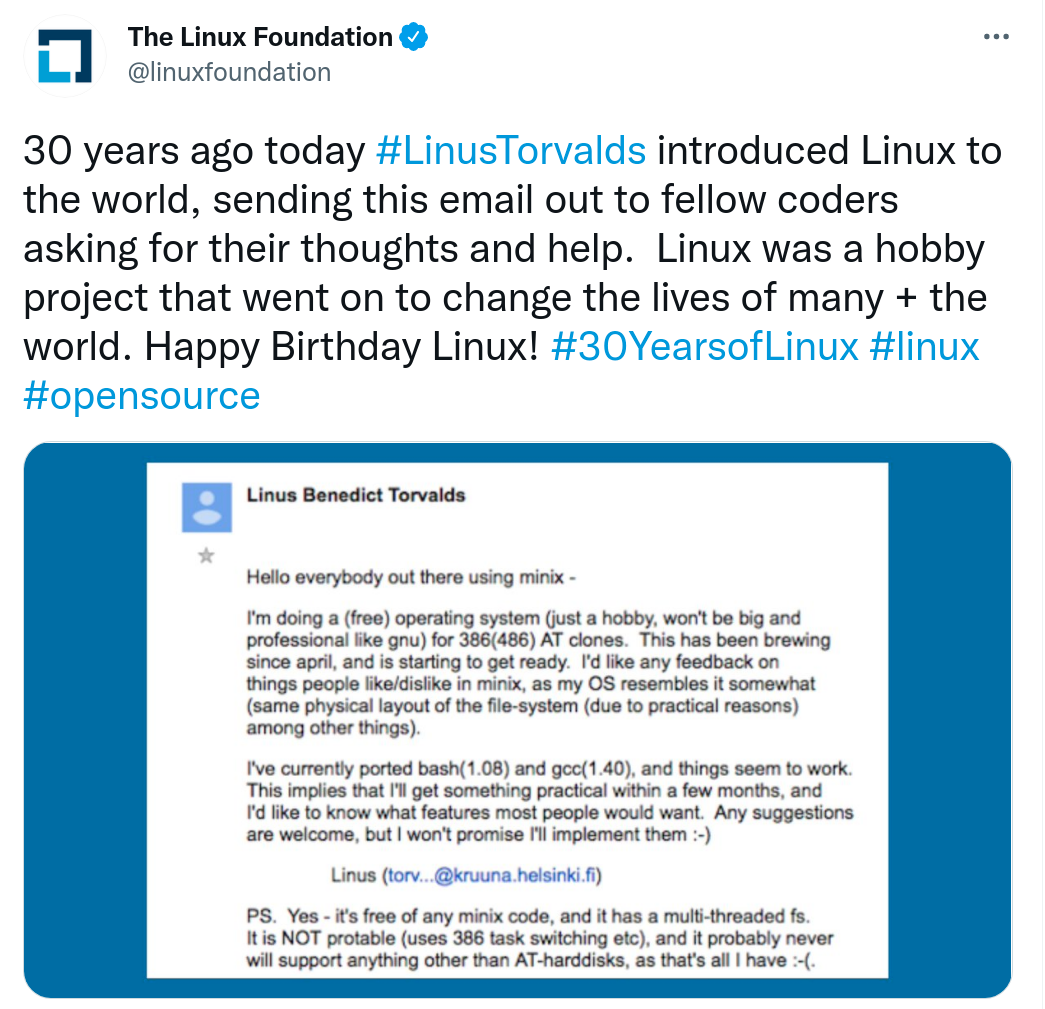 The Linux Foundation
@linuxfoundation
30 years ago today #LinusTorvalds introduced Linux to
the world, sending this email out to fellow coders
asking for their thoughts and help.  Linux was a hobby
project that went on to change the lives of many + the
world. Happy Birthday Linux! #30YearsofLinux #linux
#opensource
Linus Benedict Torvalds
Hello everybody out there using minix -
I'm doing a (free) operating system (just a hobby, won't be big and
professional like gnu) for 386(486) AT clones.  This has been brewing
since april, and is starting to get ready.  I'd like any feedback on
things people like/dislike in minix, as my OS resembles it somewhat
(same physical layout of the file-system (due to practical reasons)
among other things).
I've currently ported bash(1.08) and gcc(1.40), and things seem to work.
This implies that I'll get something practical within a few months, and
I'd like to know what features most people would want.  Any suggestions
are welcome, but I won't promise I'll implement them :-)
Linus (torv...@kruuna.helsinki.fi)
PS.  Yes - it's free of any minix code, and it has a multi-threaded fs.
It is NOT protable (uses 386 task switching etc), and it probably never
will support anything other than AT-harddisks, as that's all I have :-(.